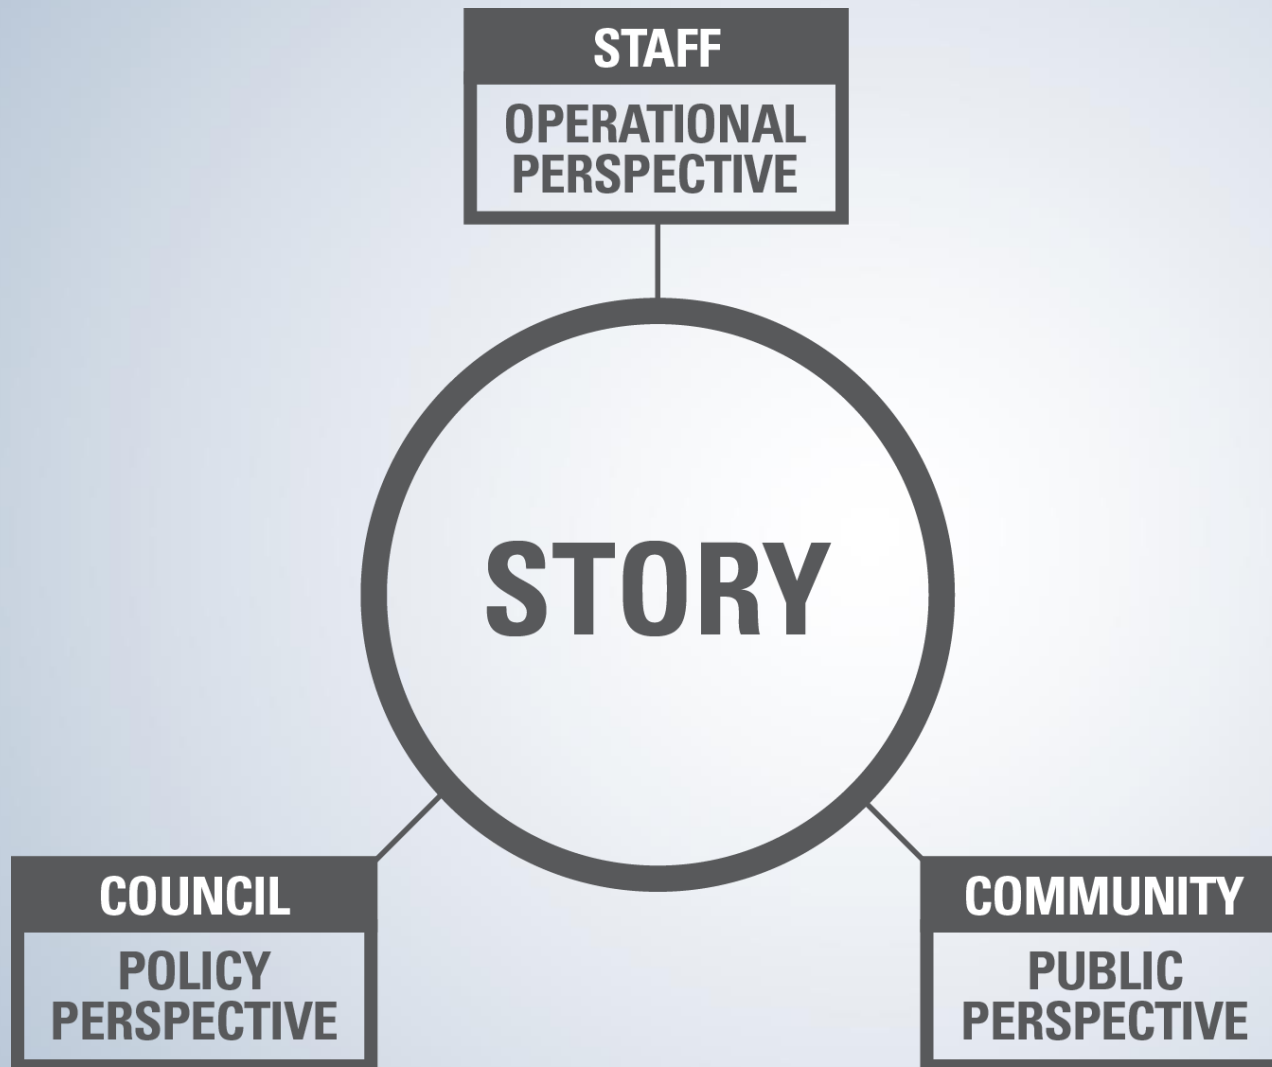 STAFF
OPERATIONAL
PERSPECTIVE
STORY
COUNCIL
POLICY
PERSPECTIVE
COMMUNITY
PUBLIC
PERSPECTIVE